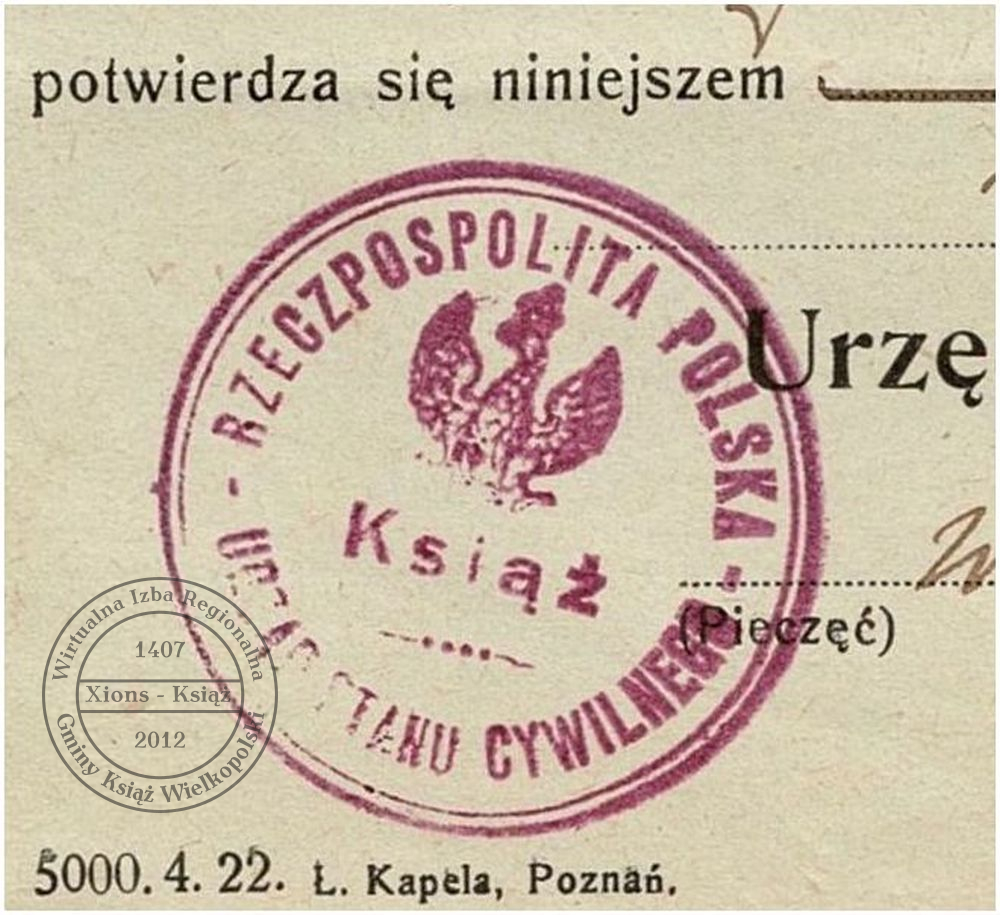 potwierdza się niniejszem
RZECZPOSPOLITA POLSKA
Urzę
Książ
(Pieczęć)
STANU CYWILNEGO
Wirtualna Izba Regionalna
1407
Xions - Książ
2012
Gminy Książ Wielkopolski
5000. 4. 22. Ł. Kapela, Poznań.